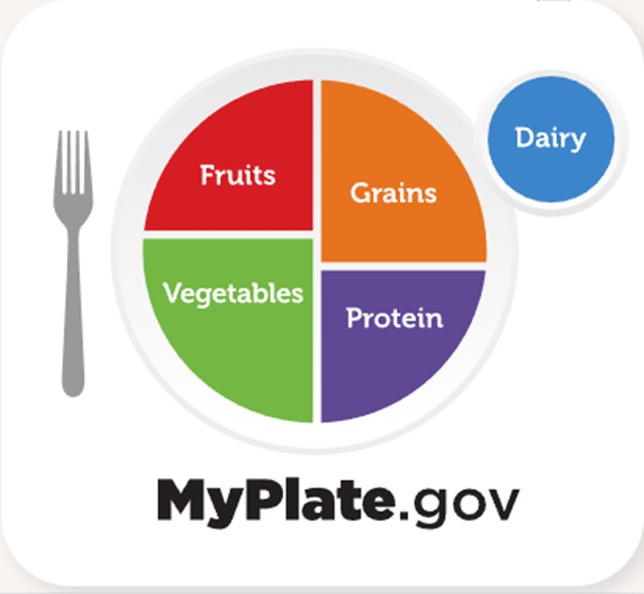 Fruits
Grains
Dairy
Vegetables
Protein
MyPlate.gov